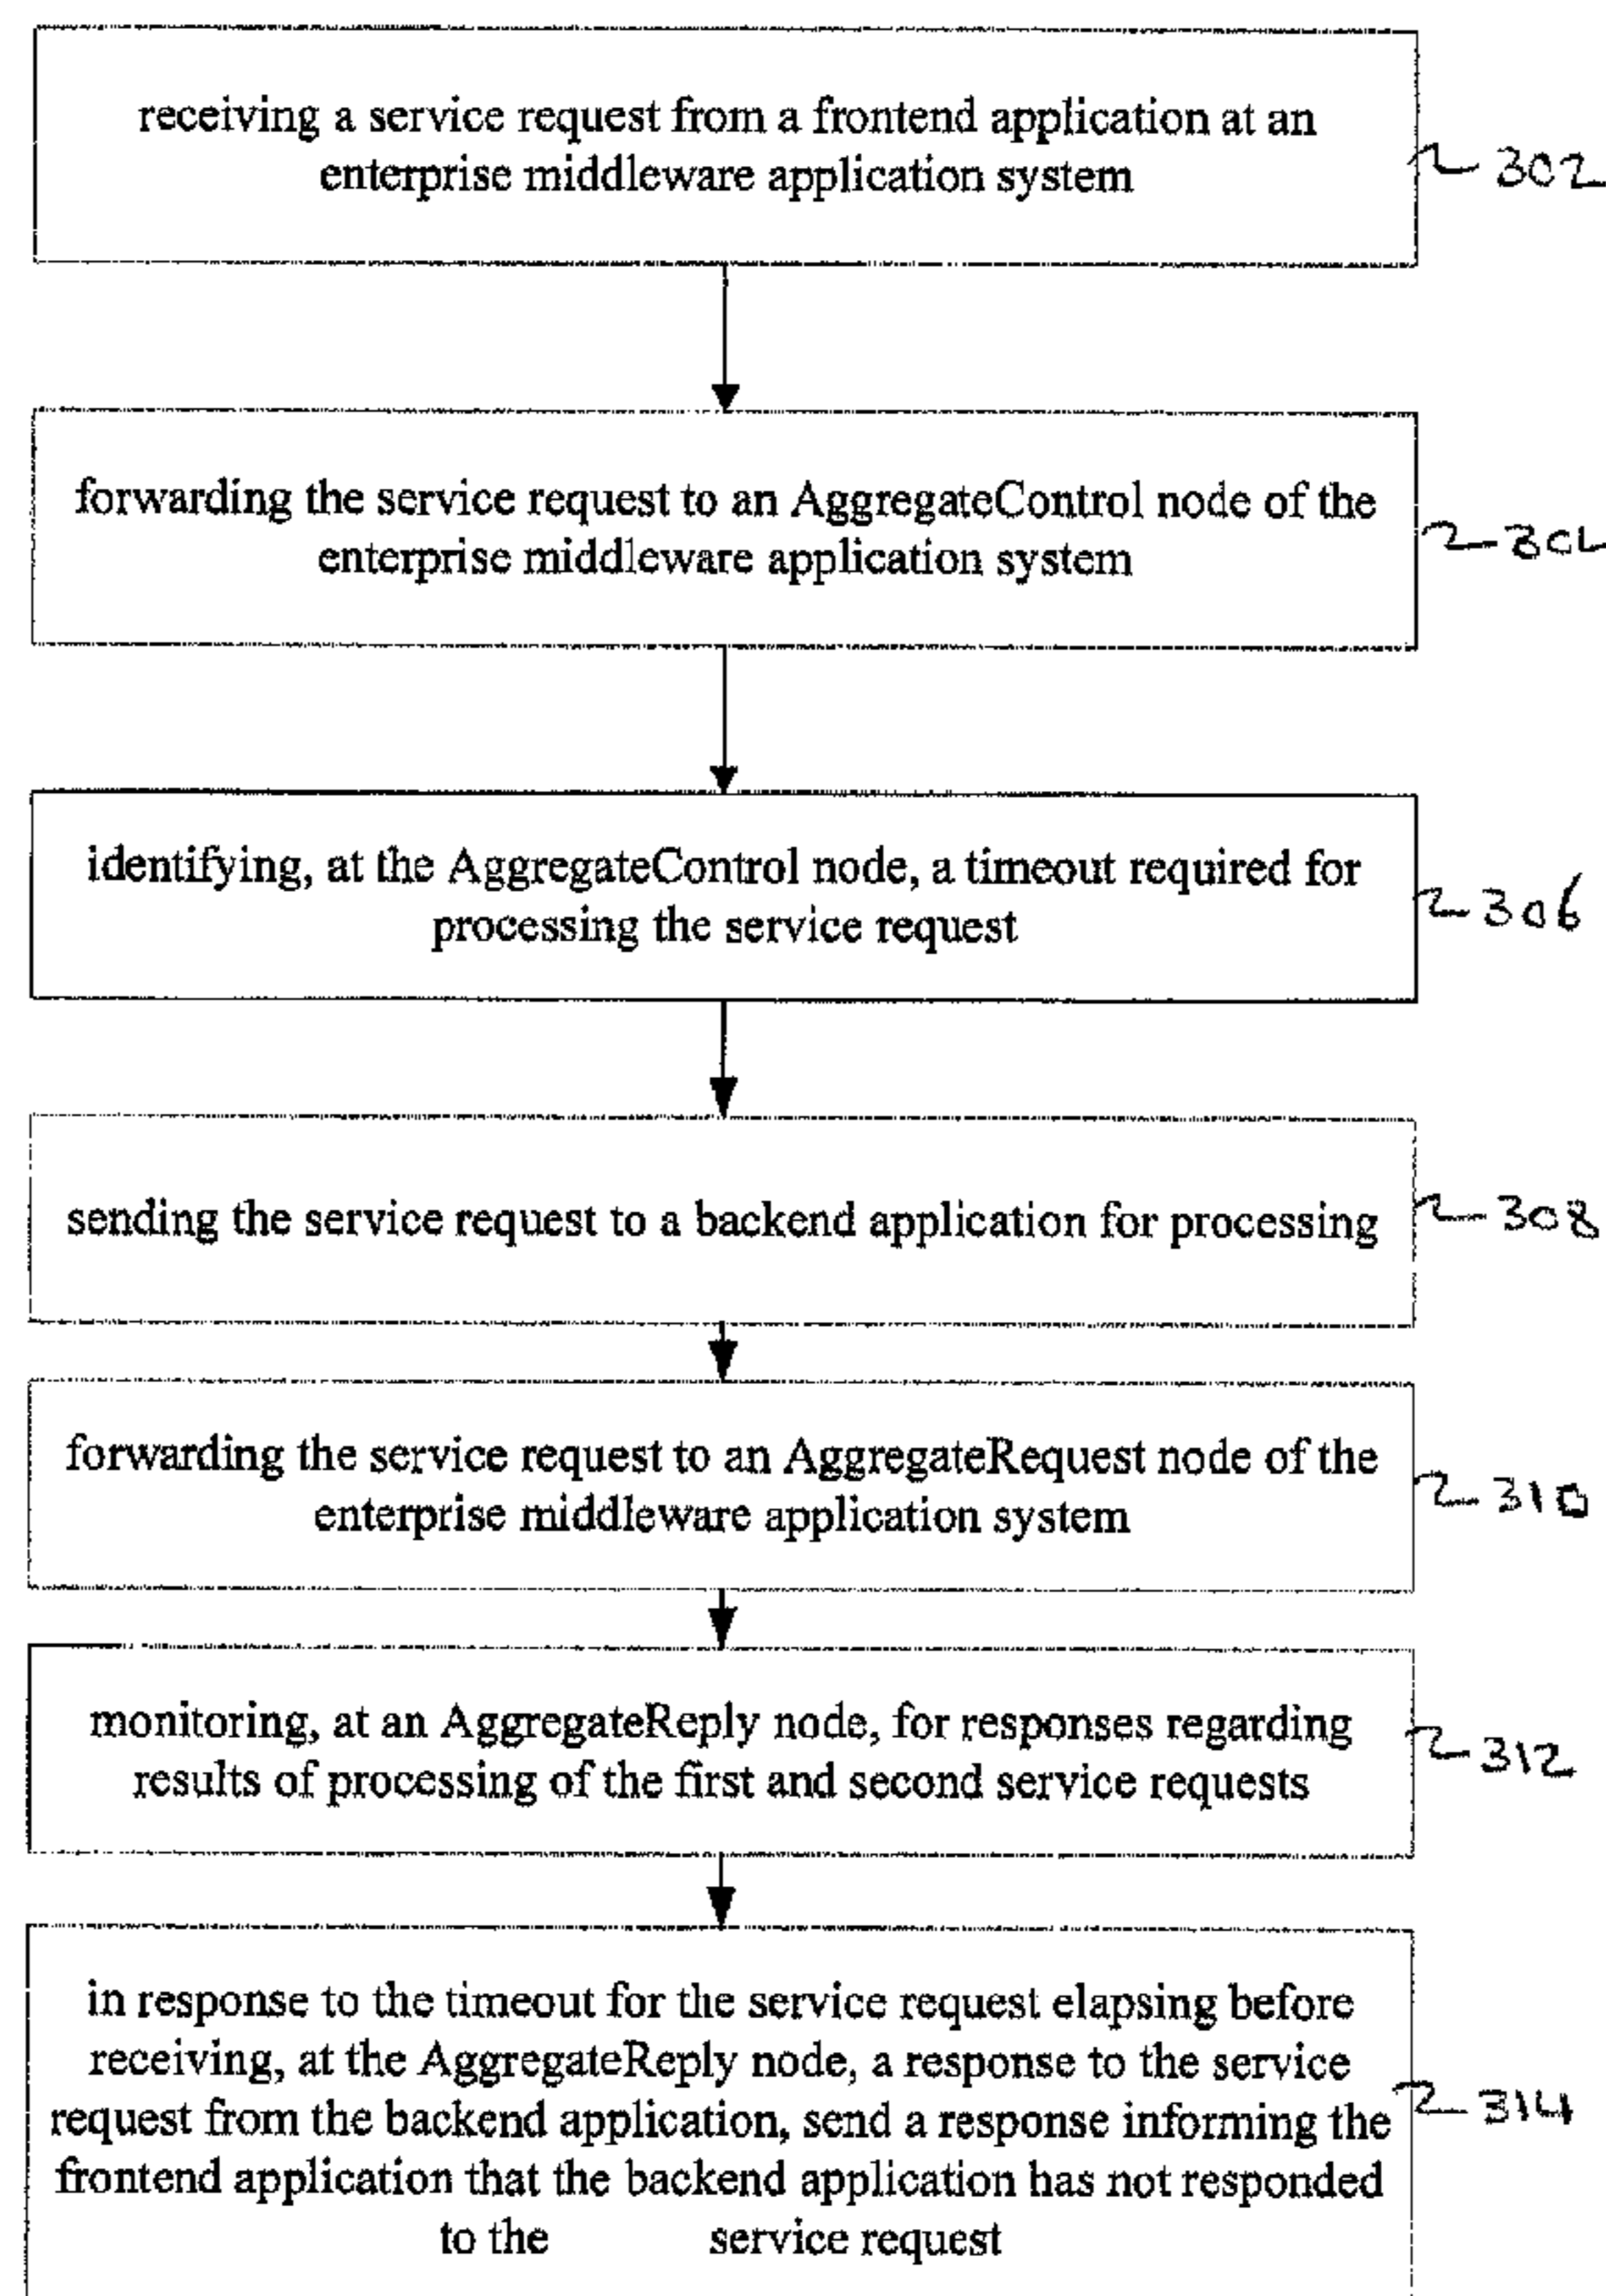 receiving a service request from a frontend application at an
enterprise middleware application system
302
forwarding the service request to an AggregateControl node of the
enterprise middleware application system
identifying, at the AggregateControl node, a timeout required for
processing the service request
306
sending the service request to a backend application for processing
308
forwarding the service request to an AggregateRequest node of the
enterprise middleware application system
310
monitoring, at an AggregateReply node, for responses regarding
results of processing of the first and second service requests
312
in response to the timeout for the service request elapsing before
receiving, at the AggregateReply node, a response to the service
request from the backend application, send a response informing the
frontend application that the backend application has not responded
to the service request
314